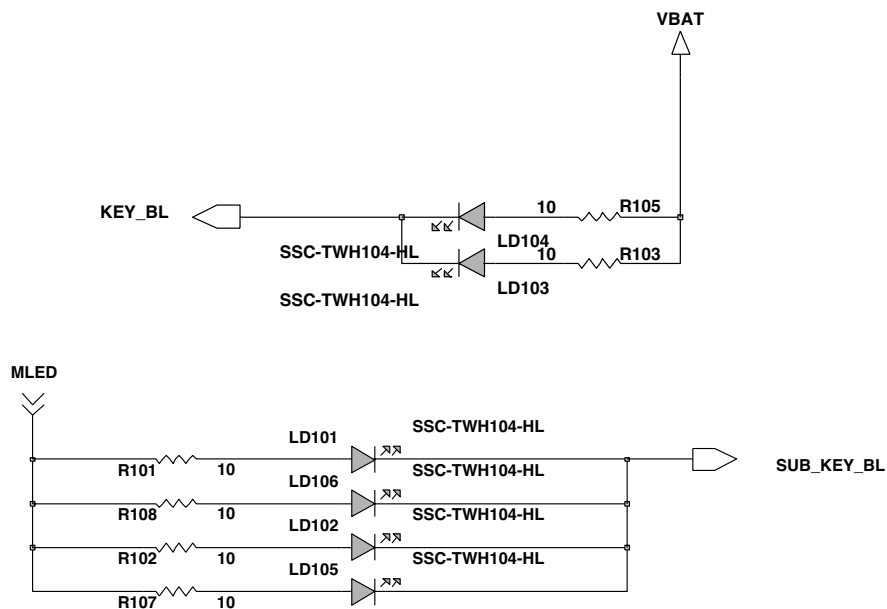 VBAT
KEY_BL
10 R105
LD104
SSC-TWH104-HL
10 R103
LD103
SSC-TWH104-HL
MLED
LD101 SSC-TWH104-HL
R101 10
SSC-TWH104-HL
SUB_KEY_BL
LD106
R108 10
SSC-TWH104-HL
LD102
R102 10
SSC-TWH104-HL
LD105
R107 10